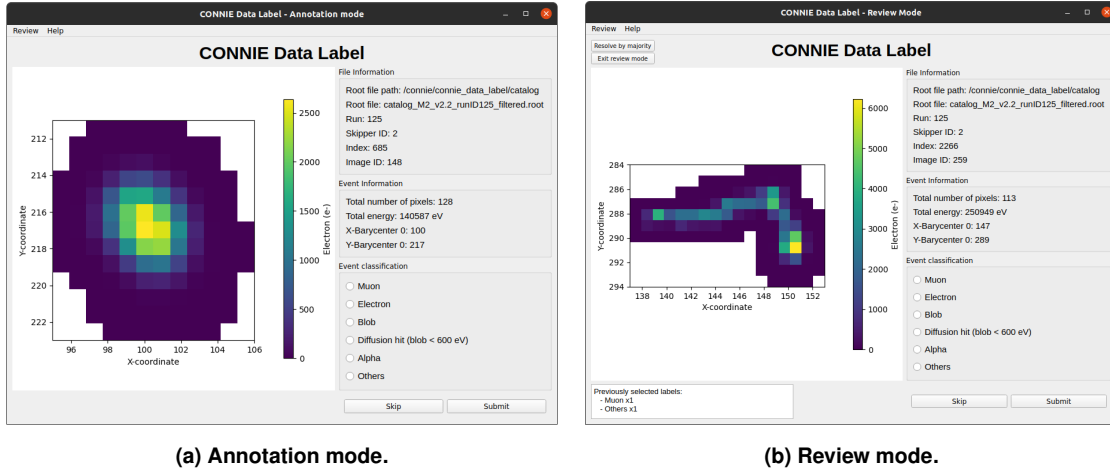 CONNIE Data Label - Annotation mode
Review Help
CONNIE Data Label
212
214
216
218
220
222
Y-coordinate
96 98 100 102 104 106
X-coordinate
2500
2000
1500
1000
500
0
Electron (e-)
File Information
Root file path: /connie/connie_data_label/catalog
Root file: catalog_M2_v2.2_runID125_filtered.root
Run: 125
Skipper ID: 2
Index: 685
Image ID: 148
Event Information
Total number of pixels: 128
Total energy: 140587 eV
X-Barycenter 0: 100
Y-Barycenter 0: 217
Event classification
Muon
Electron
Blob
Diffusion hit (blob < 600 eV)
Alpha
Others
Skip Submit
(a) Annotation mode.
CONNIE Data Label - Review Mode
Review Help
Resolve by majority
Exit review mode
CONNIE Data Label
284
286
288
290
292
294
Y-coordinate
138 140 142 144 146 148 150 152
X-coordinate
6000
5000
4000
3000
2000
1000
0
Electron (e-)
File Information
Root file path: /connie/connie_data_label/catalog
Root file: catalog_M2_v2.2_runID125_filtered.root
Run: 125
Skipper ID: 2
Index: 2266
Image ID: 259
Event Information
Total number of pixels: 113
Total energy: 250949 eV
X-Barycenter 0: 147
Y-Barycenter 0: 289
Event classification
Muon
Electron
Blob
Diffusion hit (blob < 600 eV)
Alpha
Others
Previously selected labels:
- Muon x1
- Others x1
Skip Submit
(b) Review mode.